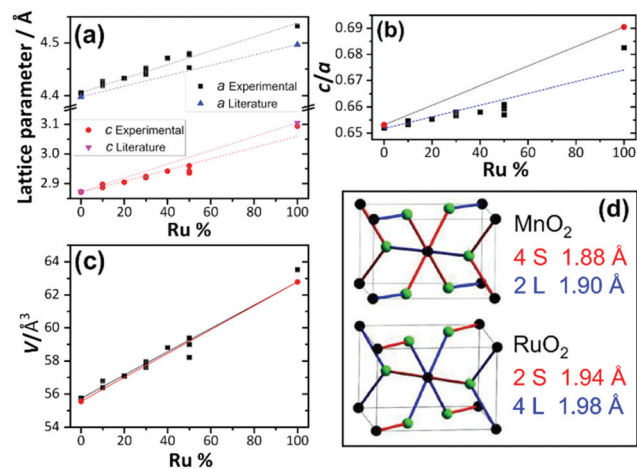 (a)
Lattice parameter / Å
4.5
4.4
3.1
3.0
2.9
a Experimental
a Literature
c Experimental
c Literature
0 20 40 60 80 100
Ru %
(b)
c/a
0.69
0.68
0.67
0.66
0.65
0 20 40 60 80 100
Ru %
(c)
V/Å³
64
62
60
58
56
54
0 20 40 60 80 100
Ru %
(d)
MnO₂
4 S 1.88 Å
2 L 1.90 Å
RuO₂
2 S 1.94 Å
4 L 1.98 Å